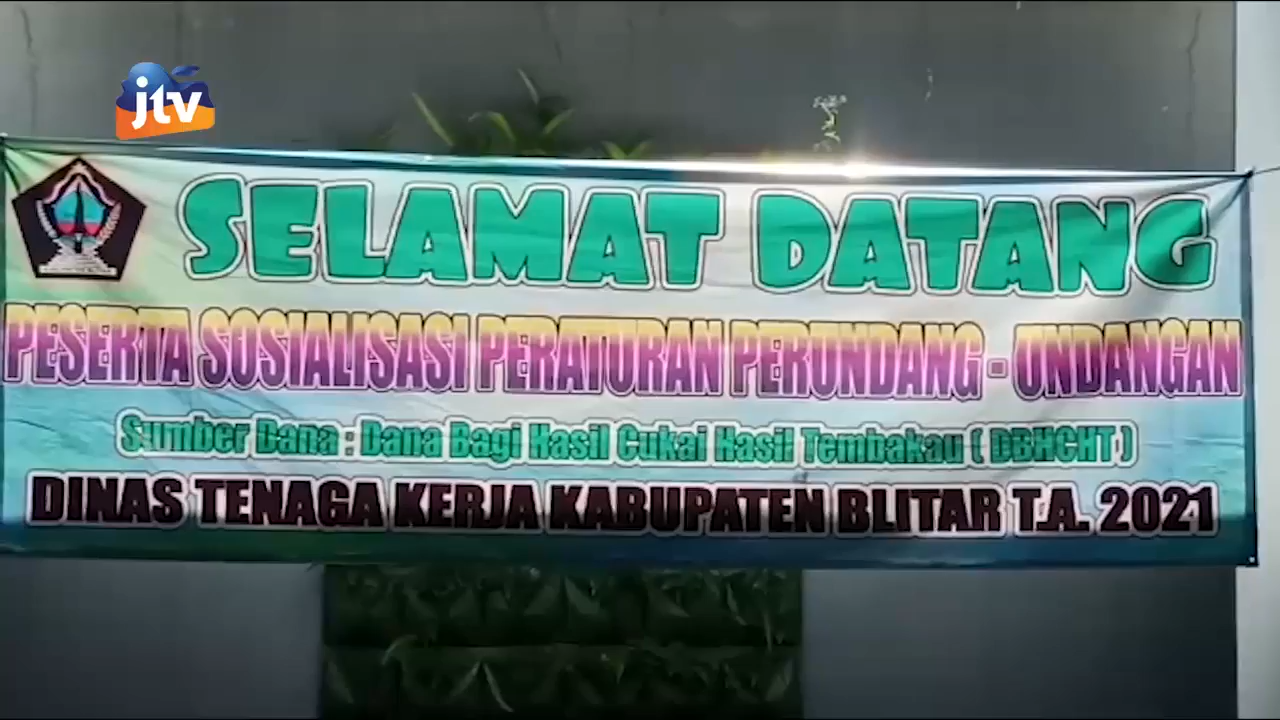 jtv
SELAMAT DATANG
PESERTA SOSIALISASI PERATURAN PERUNDANG - UNDANGAN
Sumber Dana : Dana Bagi Hasil Cukai Hasil Tembakau ( DBHCHT )
DINAS TENAGA KERJA KABUPATEN BLITAR T.A. 2021